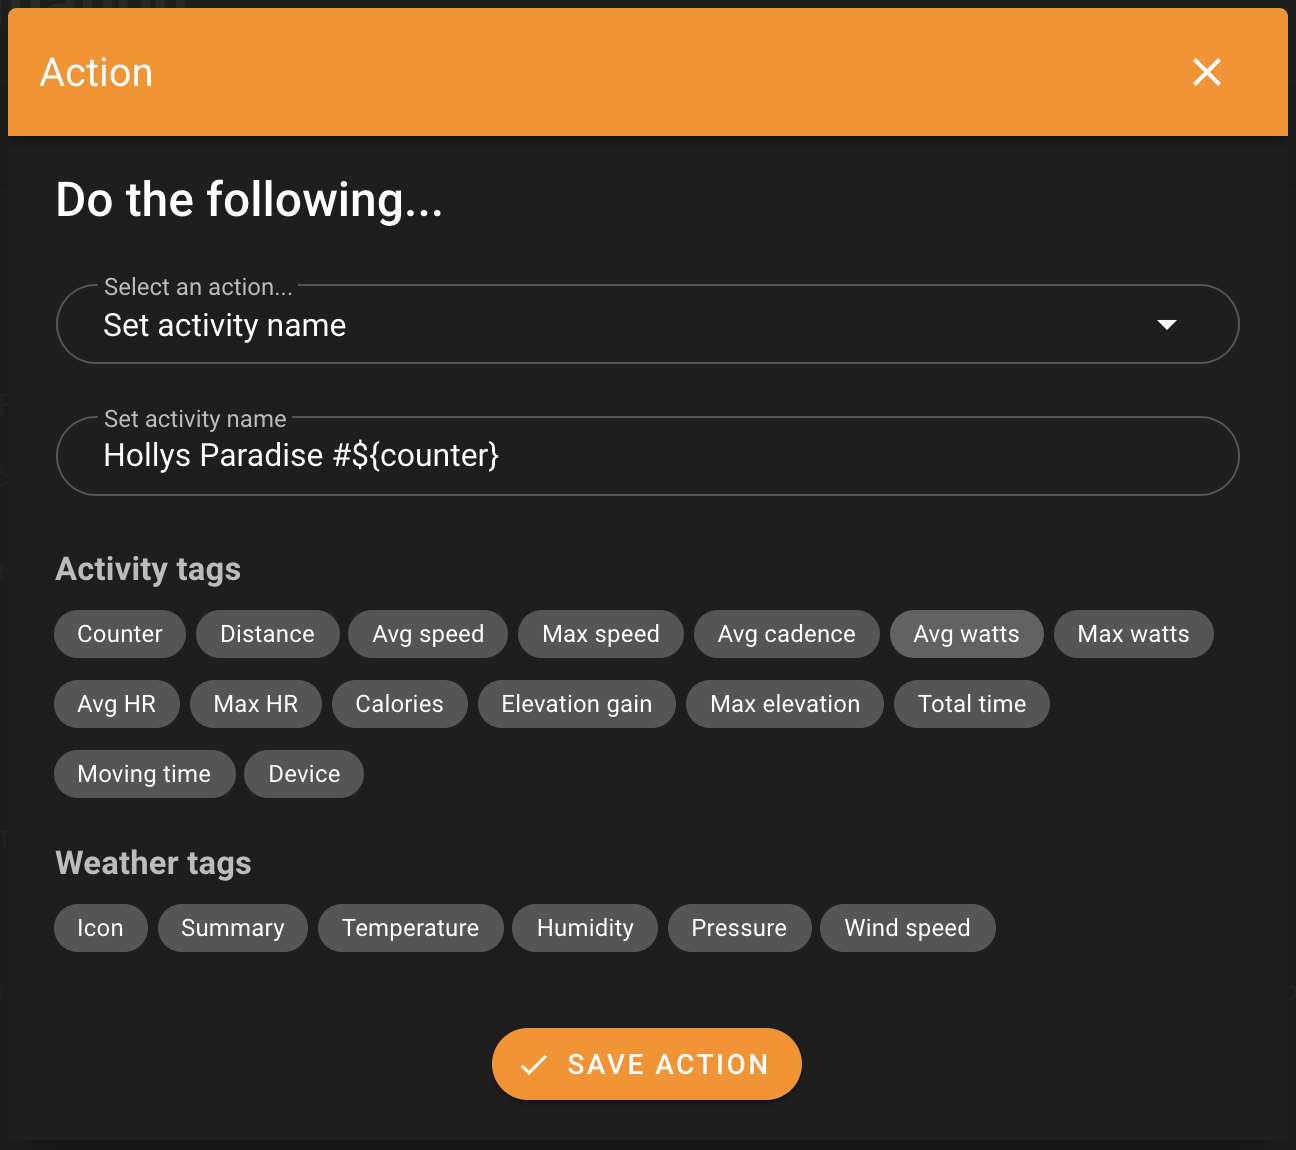 Action
Do the following...
Select an action...
Set activity name
Set activity name
Hollys Paradise #${counter}
Activity tags
Counter Distance Avg speed Max speed Avg cadence Avg watts Max watts
Avg HR Max HR Calories Elevation gain Max elevation Total time
Moving time Device
Weather tags
Icon Summary Temperature Humidity Pressure Wind speed
SAVE ACTION